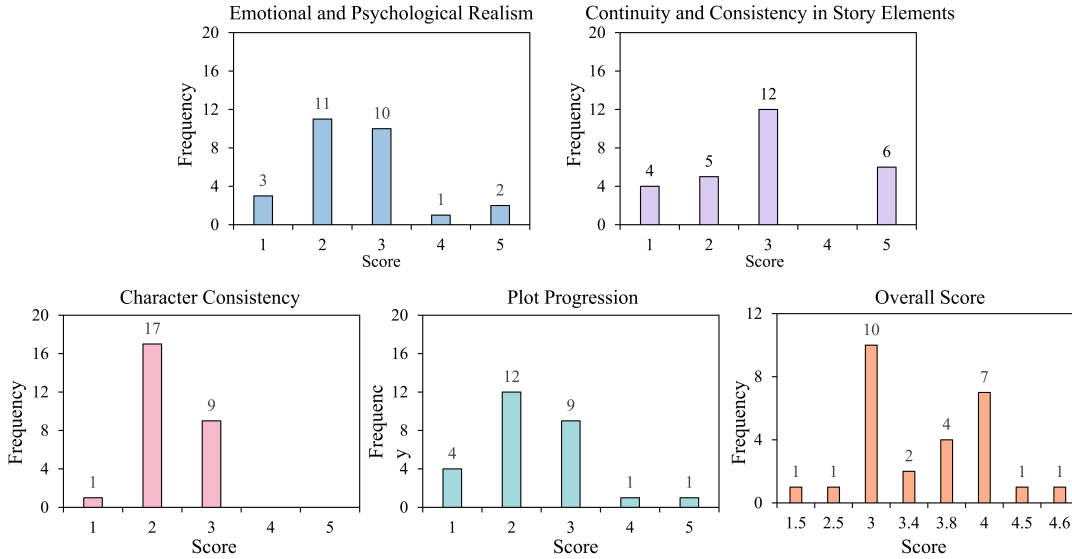 Emotional and Psychological Realism
20
16
12
8
4
0
Frequency
3
11
10
1
2
1 2 3 4 5
Score
Continuity and Consistency in Story Elements
20
16
12
8
4
0
Frequency
4
5
12
6
1 2 3 4 5
Score
Character Consistency
20
16
12
8
4
0
Frequency
1
17
9
1 2 3 4 5
Score
Plot Progression
20
16
12
8
4
0
Frequenc
y
4
12
9
1
1
1 2 3 4 5
Score
Overall Score
12
8
4
0
Frequency
1
1
10
2
4
7
1
1
1.5 2.5 3 3.4 3.8 4 4.5 4.6
Score